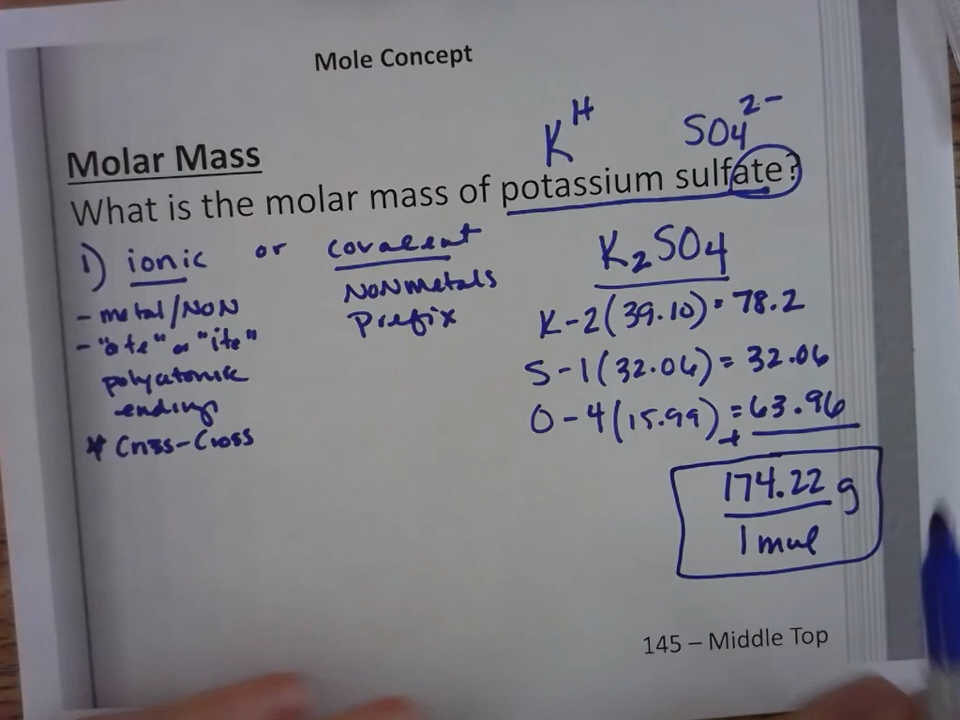 Mole Concept
K+ SO4 2-
Molar Mass
What is the molar mass of potassium sulfate?
1) ionic or covalent
- metal/NON
- "ate" or "ite"
polyatomic
endings
* Criss-Cross
NONmetals
Prefix
K2SO4
K-2(39.10) = 78.2
S-1(32.06) = 32.06
O-4(15.99) = 63.96
+
174.22 g
1 mol
145 – Middle Top